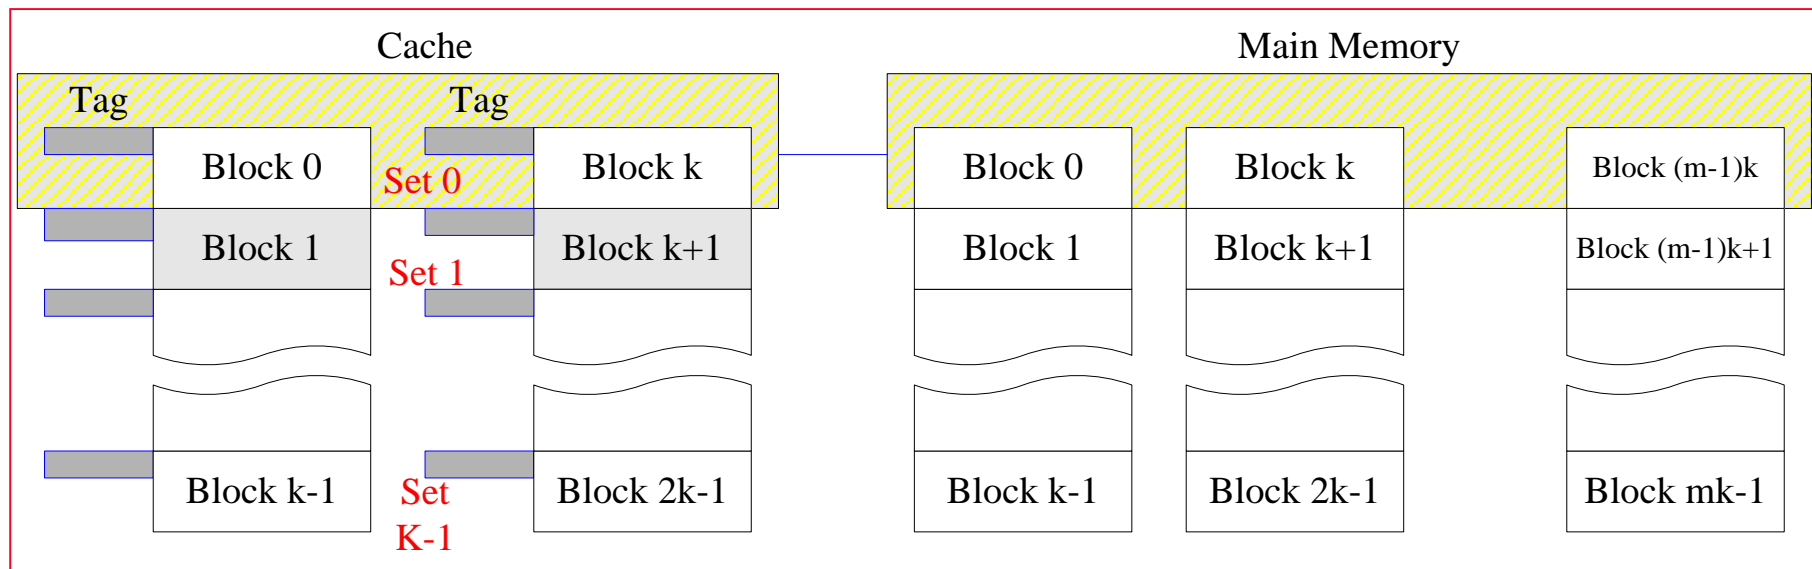 Cache Main Memory
Tag Tag
Block 0 Set 0 Block k Block 0 Block k Block (m-1)k
Block 1 Set 1 Block k+1 Block 1 Block k+1 Block (m-1)k+1
Block k-1 Set Block 2k-1 Block k-1 Block 2k-1 Block mk-1
K-1